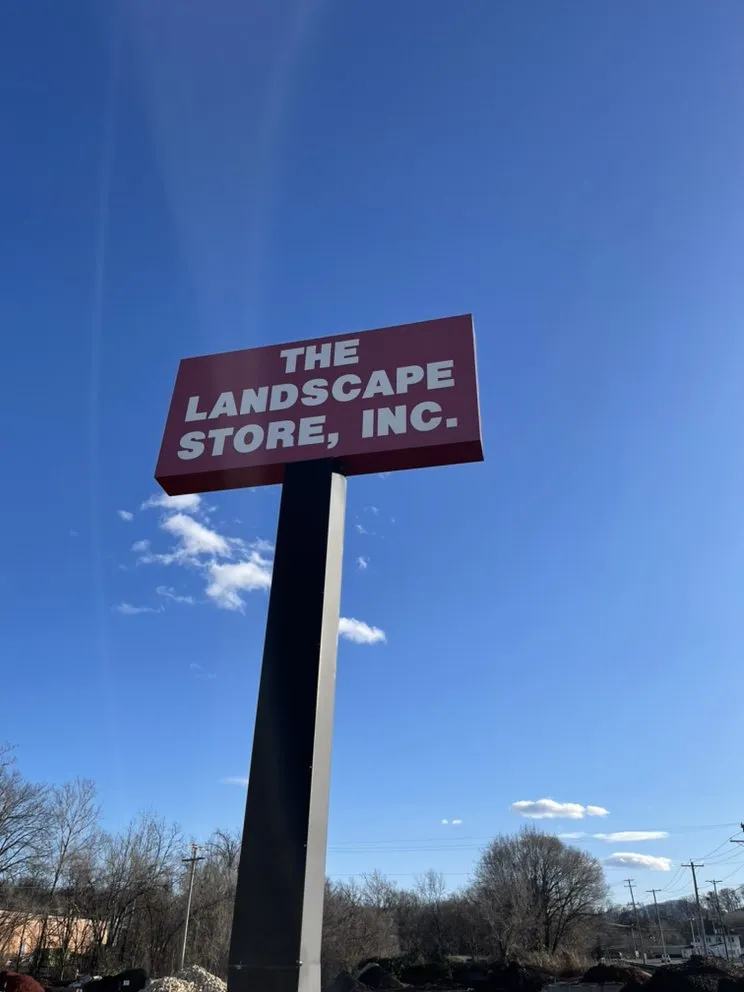 THE
LANDSCAPE
STORE, INC.